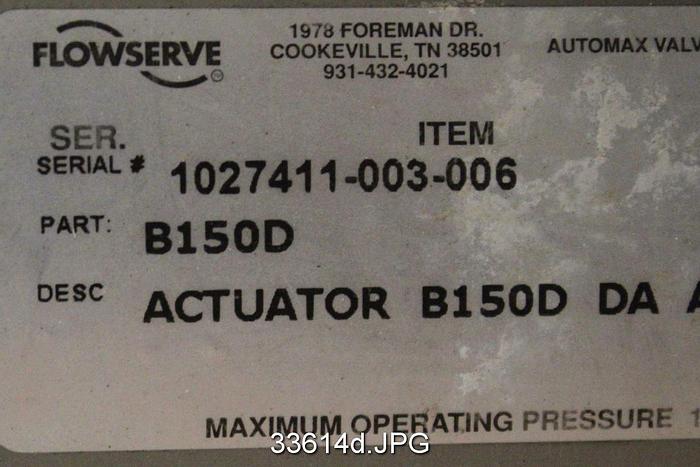 FLOWSERVE
1978 FOREMAN DR.
COOKEVILLE, TN 38501
931-432-4021
AUTOMAX VALV
SER. ITEM
SERIAL # 1027411-003-006
PART: B150D
DESC ACTUATOR B150D DA A
MAXIMUM OPERATING PRESSURE 1
33614d.JPG